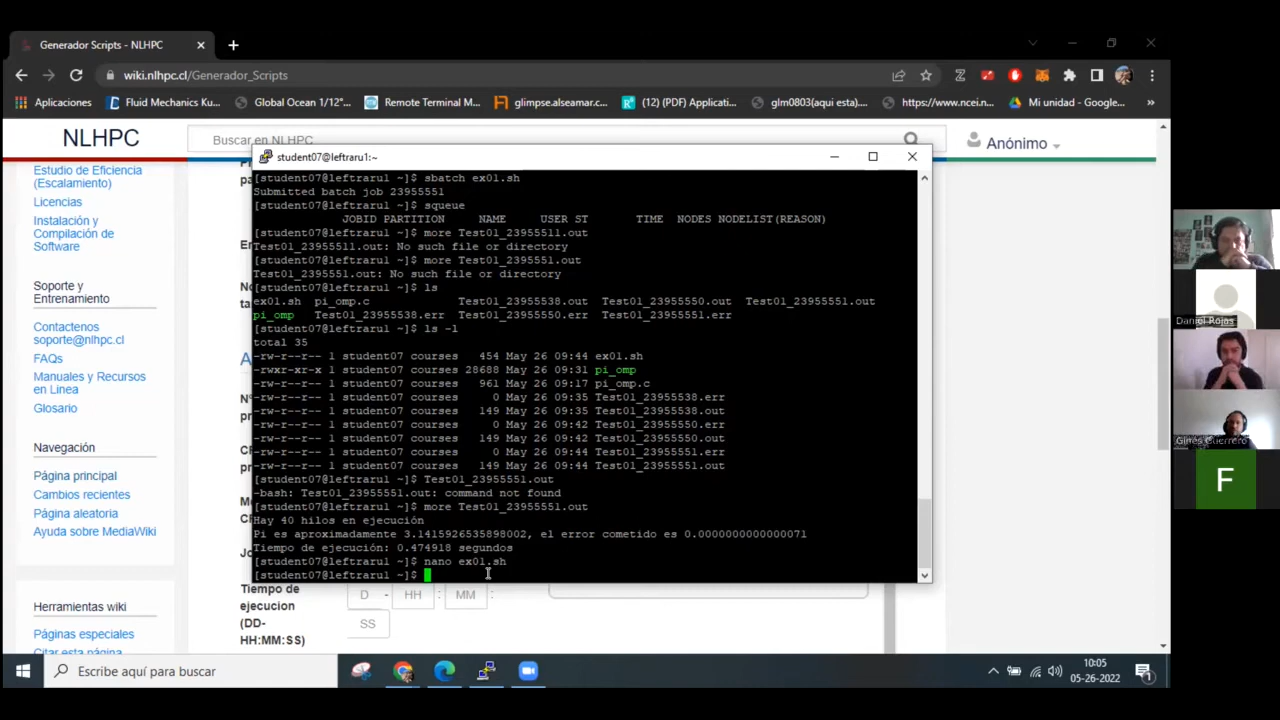 Generador Scripts - NLHPC
wiki.nlhpc.cl/Generador_Scripts
Aplicaciones
Fluid Mechanics Ku...
Global Ocean 1/12°...
Remote Terminal M...
glimpse.alseamar.c...
(12) (PDF) Applicati...
glm0803(aqui esta)....
https://www.ncei.n...
Mi unidad - Google...
»
NLHPC
Buscar en NLHPC
Anónimo
Estudio de Eficiencia
(Escalamiento)
Licencias
Instalación y
Compilación de
Software
Soporte y
Entrenamiento
Contactenos
soporte@nlhpc.cl
FAQs
Manuales y Recursos
en Linea
Glosario
Navegación
Página principal
Cambios recientes
Página aleatoria
Ayuda sobre MediaWiki
Herramientas wiki
Páginas especiales
Citar esta página
student07@leftraru1:~
[student07@leftraru1 ~]$ sbatch ex01.sh
Submitted batch job 23955551
[student07@leftraru1 ~]$ squeue
JOBID PARTITION NAME USER ST TIME NODES NODELIST(REASON)
[student07@leftraru1 ~]$ more Test01_23955511.out
Test01_23955511.out: No such file or directory
[student07@leftraru1 ~]$ more Test01_2395551.out
Test01_2395551.out: No such file or directory
[student07@leftraru1 ~]$ ls
ex01.sh pi_omp.c Test01_23955538.out Test01_23955550.out Test01_23955551.out
pi_omp Test01_23955538.err Test01_23955550.err Test01_23955551.err
[student07@leftraru1 ~]$ ls -l
total 35
-rw-r--r-- 1 student07 courses 454 May 26 09:44 ex01.sh
-rwxr-xr-x 1 student07 courses 28688 May 26 09:31 pi_omp
-rw-r--r-- 1 student07 courses 961 May 26 09:17 pi_omp.c
-rw-r--r-- 1 student07 courses 0 May 26 09:35 Test01_23955538.err
-rw-r--r-- 1 student07 courses 149 May 26 09:35 Test01_23955538.out
-rw-r--r-- 1 student07 courses 0 May 26 09:42 Test01_23955550.err
-rw-r--r-- 1 student07 courses 149 May 26 09:42 Test01_23955550.out
-rw-r--r-- 1 student07 courses 0 May 26 09:44 Test01_23955551.err
-rw-r--r-- 1 student07 courses 149 May 26 09:44 Test01_23955551.out
[student07@leftraru1 ~]$ Test01_23955551.out
-bash: Test01_23955551.out: command not found
[student07@leftraru1 ~]$ more Test01_23955551.out
Hay 40 hilos en ejecución
Pi es aproximadamente 3.1415926535898002, el error cometido es 0.0000000000000071
Tiempo de ejecución: 0.474918 segundos
[student07@leftraru1 ~]$ nano ex01.sh
[student07@leftraru1 ~]$
Tiempo de
ejecucion
(DD-
HH:MM:SS)
D - HH : MM :
SS
Daniel Rojas
Ginés Guerrero
F
Escribe aquí para buscar
10:05
05-26-2022
1